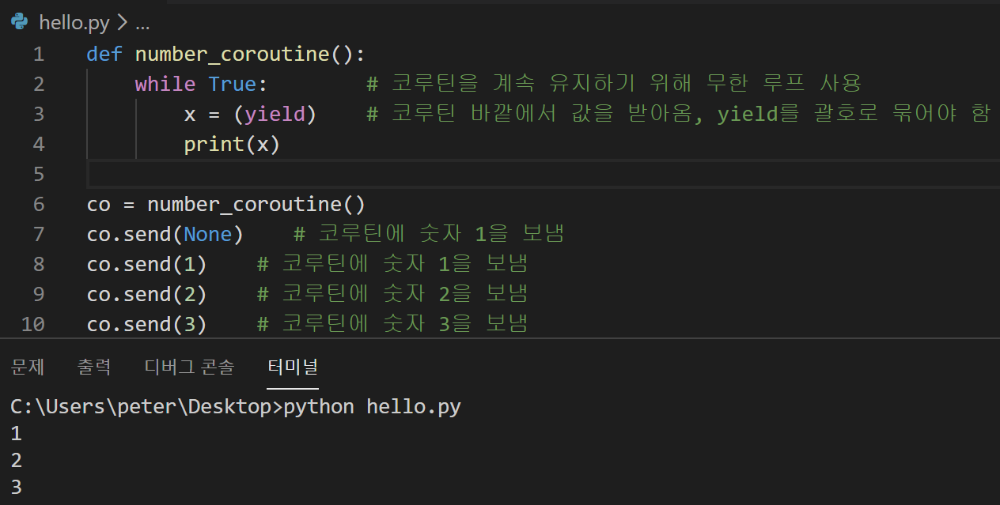 hello.py > ...
1 def number_coroutine():
2     while True:        # 코루틴을 계속 유지하기 위해 무한 루프 사용
3         x = (yield)    # 코루틴 바깥에서 값을 받아옴, yield를 괄호로 묶어야 함
4         print(x)
5
6 co = number_coroutine()
7 co.send(None)    # 코루틴에 숫자 1을 보냄
8 co.send(1)    # 코루틴에 숫자 1을 보냄
9 co.send(2)    # 코루틴에 숫자 2을 보냄
10 co.send(3)    # 코루틴에 숫자 3을 보냄
문제 출력 디버그 콘솔 터미널
C:\Users\peter\Desktop>python hello.py
1
2
3